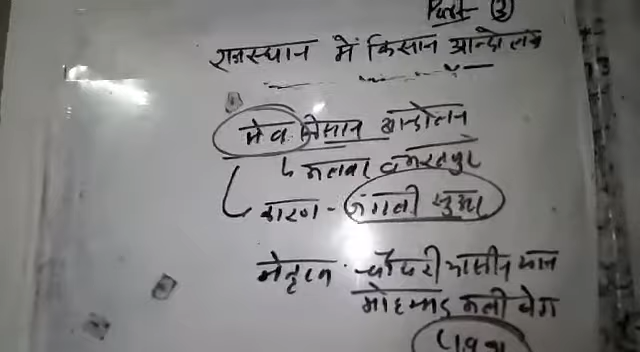 Part- (3)
राजस्थान में किसान आन्दोलन
मेव किसान आन्दोलन
↳ अलवर व भरतपुर
कारण - जंगली सुअर
नेतृत्व - चौधरी यासीन खान
मोहम्मद अली